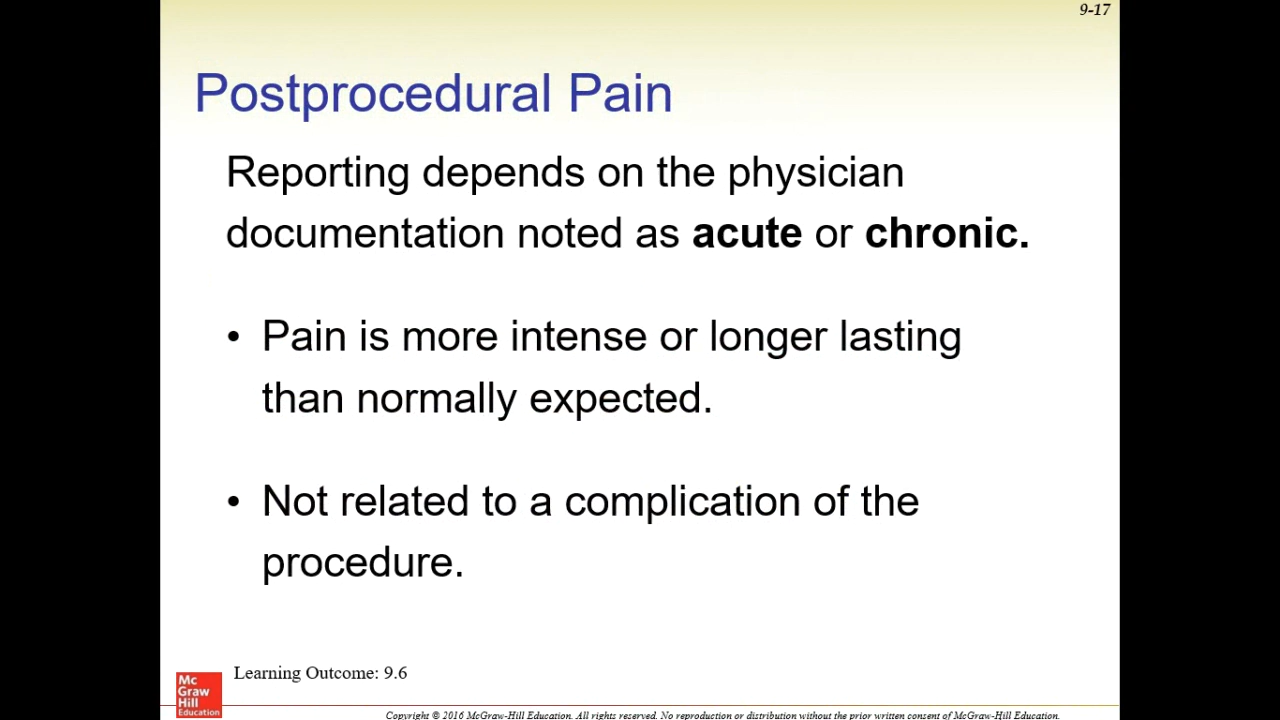 9-17
Postprocedural Pain
Reporting depends on the physician
documentation noted as acute or chronic.
• Pain is more intense or longer lasting
than normally expected.
• Not related to a complication of the
procedure.
Learning Outcome: 9.6
Mc
Graw
Hill
Education
Copyright © 2016 McGraw-Hill Education. All rights reserved. No reproduction or distribution without the prior written consent of McGraw-Hill Education.